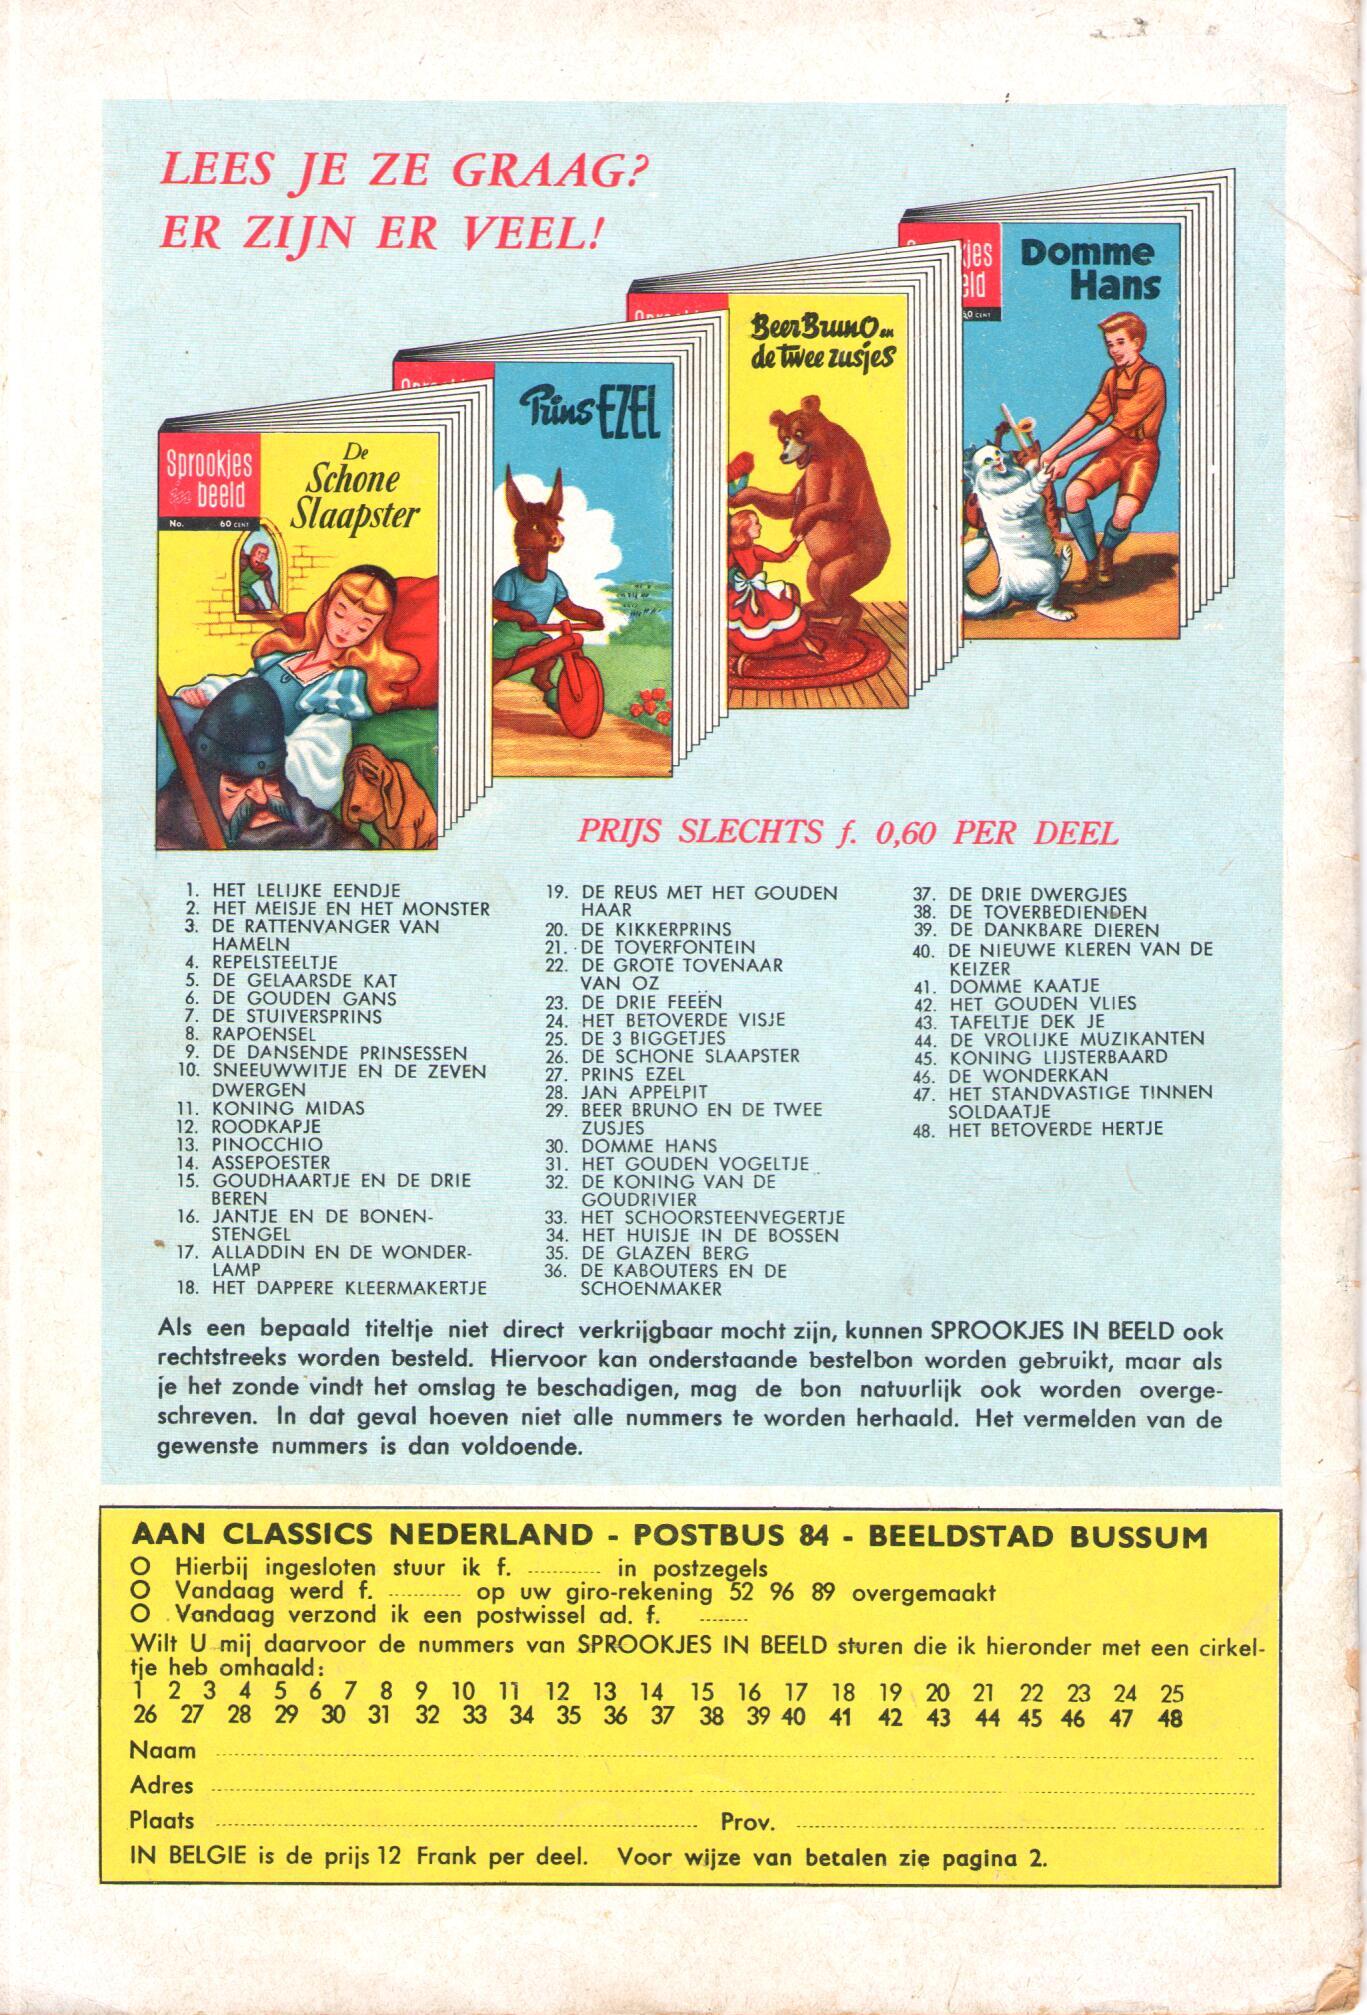 LEES JE ZE GRAAG?
ER ZIJN ER VEEL!
Domme
Hans
Beer Bruno en
de twee zusjes
Prins EZEL
Sprookjes
in beeld
No. 60 CENT
De
Schone
Slaapster
PRIJS SLECHTS f. 0,60 PER DEEL
1. HET LELIJKE EENDJE
2. HET MEISJE EN HET MONSTER
3. DE RATTENVANGER VAN
HAMELN
4. REPELSTEELTJE
5. DE GELAARSDE KAT
6. DE GOUDEN GANS
7. DE STUIVERSPRINS
8. RAPOENSEL
9. DE DANSENDE PRINSESSEN
10. SNEEUWWITJE EN DE ZEVEN
DWERGEN
11. KONING MIDAS
12. ROODKAPJE
13. PINOCCHIO
14. ASSEPOESTER
15. GOUDHAARTJE EN DE DRIE
BEREN
16. JANTJE EN DE BONEN-
STENGEL
17. ALLADDIN EN DE WONDER-
LAMP
18. HET DAPPERE KLEERMAKERTJE
19. DE REUS MET HET GOUDEN
HAAR
20. DE KIKKERPRINS
21. DE TOVERFONTEIN
22. DE GROTE TOVENAAR
VAN OZ
23. DE DRIE FEEËN
24. HET BETOVERDE VISJE
25. DE 3 BIGGETJES
26. DE SCHONE SLAAPSTER
27. PRINS EZEL
28. JAN APPELPIT
29. BEER BRUNO EN DE TWEE
ZUSJES
30. DOMME HANS
31. HET GOUDEN VOGELTJE
32. DE KONING VAN DE
GOUDRIVIER
33. HET SCHOORSTEENVEGERTJE
34. HET HUISJE IN DE BOSSEN
35. DE GLAZEN BERG
36. DE KABOUTERS EN DE
SCHOENMAKER
37. DE DRIE DWERGJES
38. DE TOVERBEDIENDEN
39. DE DANKBARE DIEREN
40. DE NIEUWE KLEREN VAN DE
KEIZER
41. DOMME KAATJE
42. HET GOUDEN VLIES
43. TAFELTJE DEK JE
44. DE VROLIJKE MUZIKANTEN
45. KONING LIJSTERBAARD
46. DE WONDERKAN
47. HET STANDVASTIGE TINNEN
SOLDAATJE
48. HET BETOVERDE HERTJE
Als een bepaald titeltje niet direct verkrijgbaar mocht zijn, kunnen SPROOKJES IN BEELD ook
rechtstreeks worden besteld. Hiervoor kan onderstaande bestelbon worden gebruikt, maar als
je het zonde vindt het omslag te beschadigen, mag de bon natuurlijk ook worden overge-
schreven. In dat geval hoeven niet alle nummers te worden herhaald. Het vermelden van de
gewenste nummers is dan voldoende.
AAN CLASSICS NEDERLAND - POSTBUS 84 - BEELDSTAD BUSSUM
O Hierbij ingesloten stuur ik f. ............ in postzegels
O Vandaag werd f. ............ op uw giro-rekening 52 96 89 overgemaakt
O Vandaag verzond ik een postwissel ad. f. ........
Wilt U mij daarvoor de nummers van SPROOKJES IN BEELD sturen die ik hieronder met een cirkel-
tje heb omhaald:
1 2 3 4 5 6 7 8 9 10 11 12 13 14 15 16 17 18 19 20 21 22 23 24 25
26 27 28 29 30 31 32 33 34 35 36 37 38 39 40 41 42 43 44 45 46 47 48
Naam
Adres
Plaats Prov.
IN BELGIE is de prijs 12 Frank per deel. Voor wijze van betalen zie pagina 2.